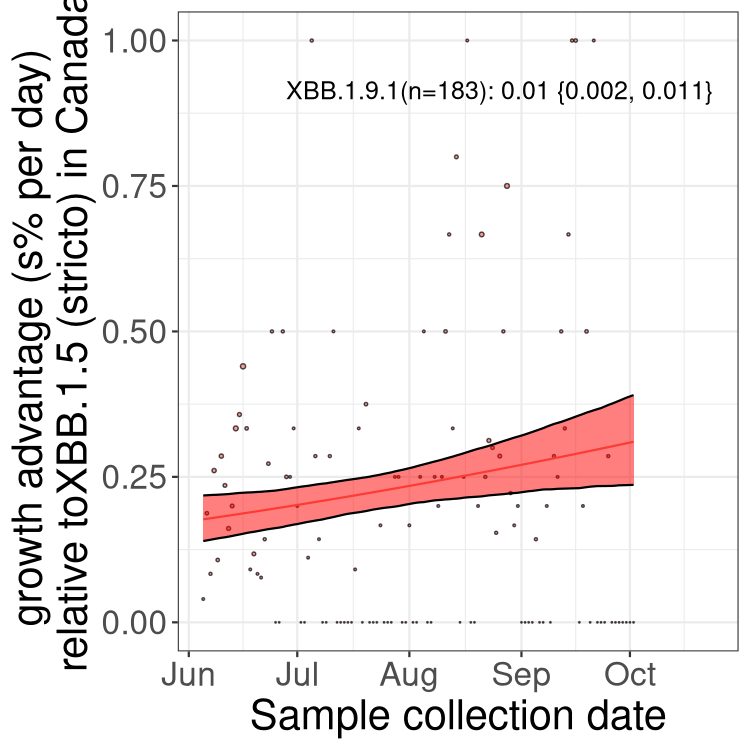 growth advantage (s% per day)
relative toXBB.1.5 (stricto) in Canada
1.00
XBB.1.9.1(n=183): 0.01 {0.002, 0.011}
0.75
0.50
0.25
0.00
Jun Jul Aug Sep Oct
Sample collection date